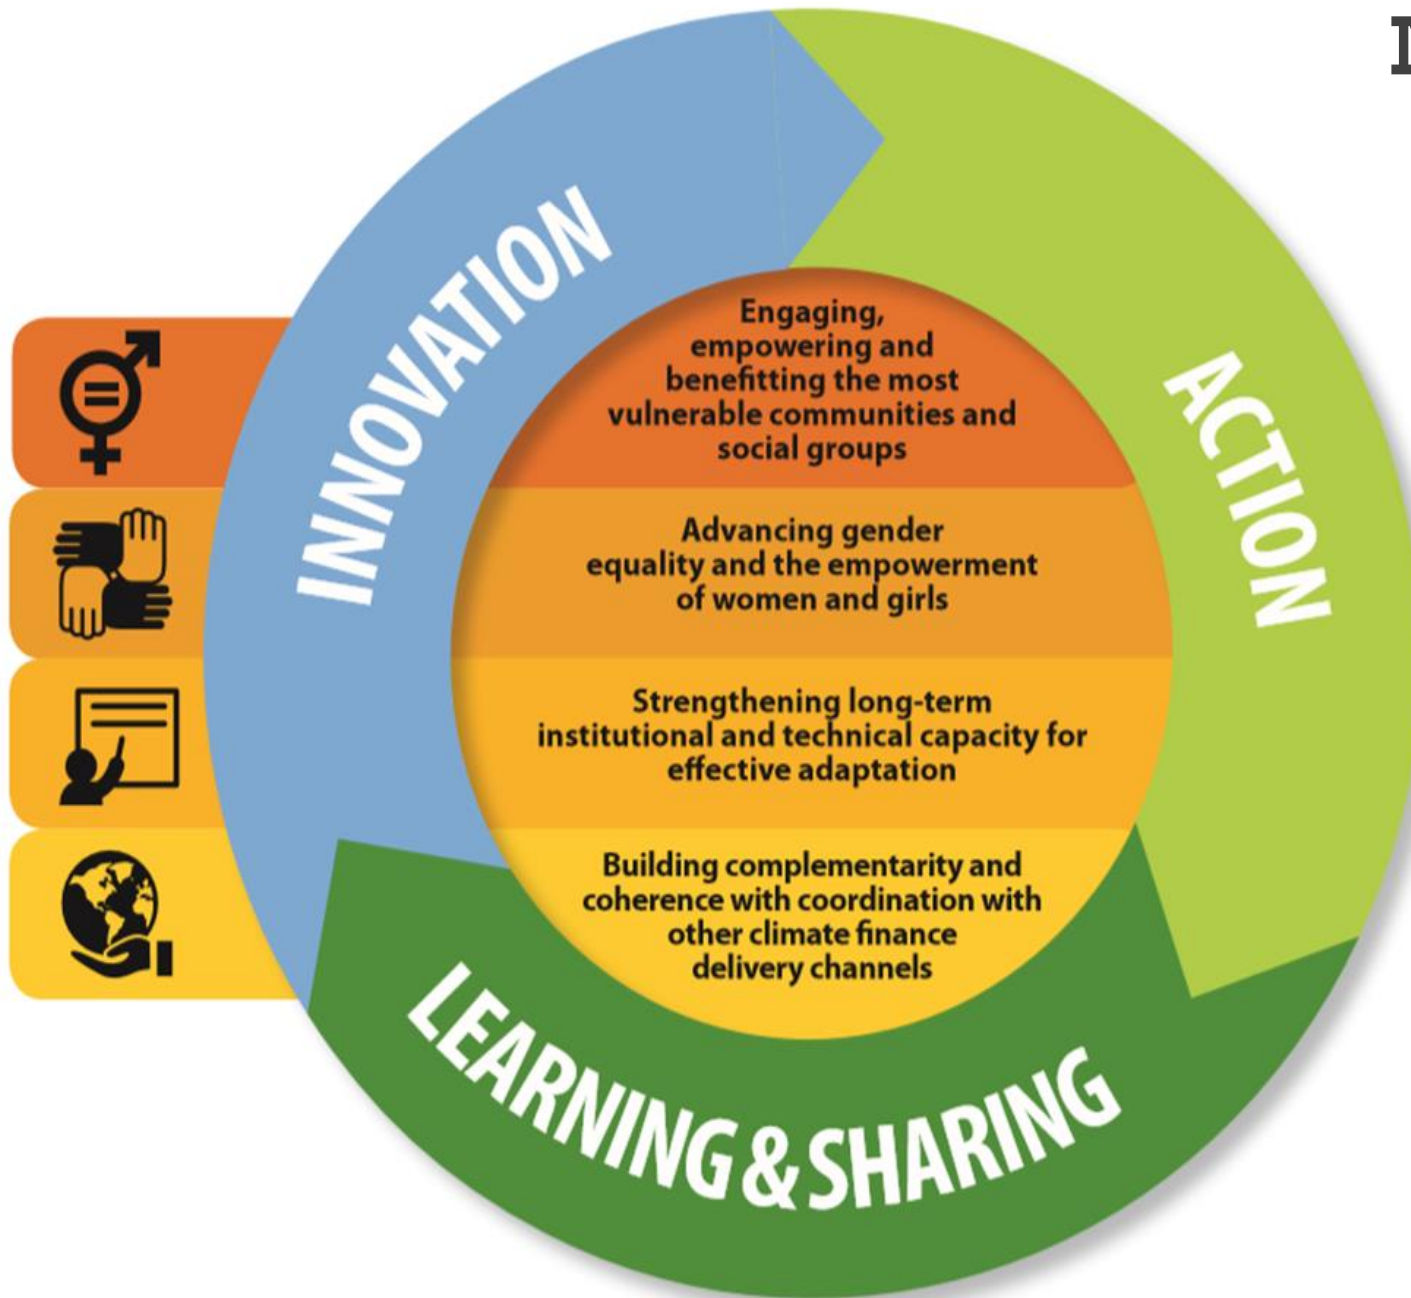 INNOVATION
ACTION
Engaging,
empowering and
benefitting the most
vulnerable communities and
social groups
Advancing gender
equality and the empowerment
of women and girls
Strengthening long-term
institutional and technical capacity for
effective adaptation
Building complementarity and
coherence with coordination with
other climate finance
delivery channels
LEARNING & SHARING